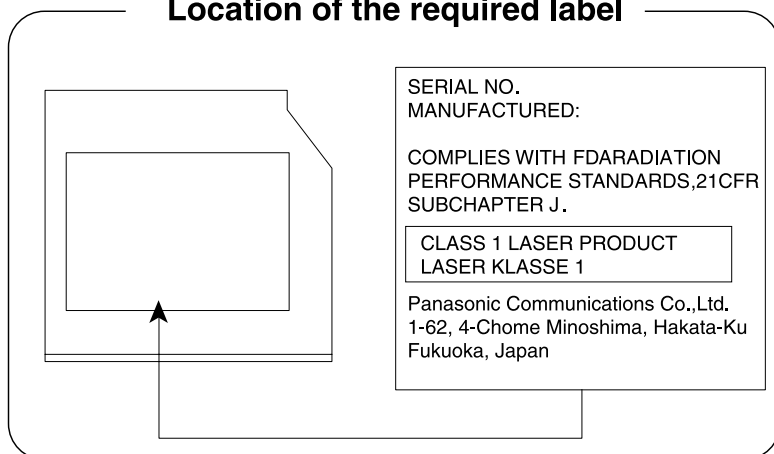 Location of the required label
SERIAL NO.
MANUFACTURED:
COMPLIES WITH FDARADIATION
PERFORMANCE STANDARDS,21CFR
SUBCHAPTER J.
CLASS 1 LASER PRODUCT
LASER KLASSE 1
Panasonic Communications Co.,Ltd.
1-62, 4-Chome Minoshima, Hakata-Ku
Fukuoka, Japan